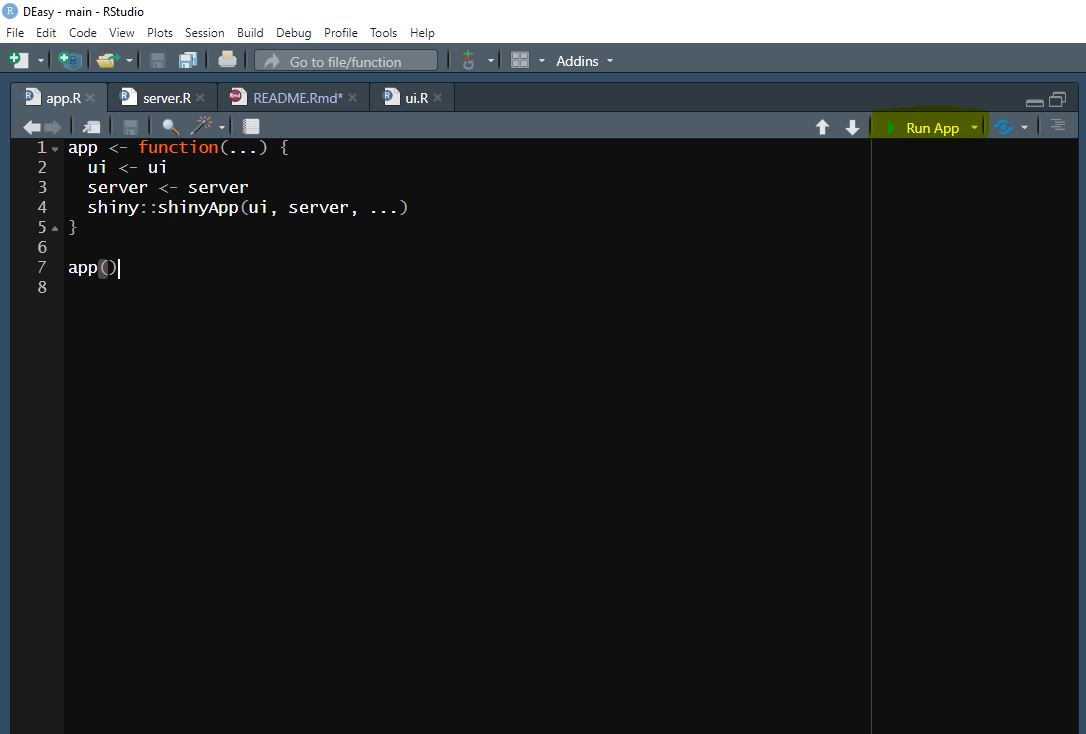 DEasy - main - RStudio
File Edit Code View Plots Session Build Debug Profile Tools Help
Go to file/function Addins
app.R server.R README.Rmd* ui.R
Run App
1 app <- function(...) {
2 ui <- ui
3 server <- server
4 shiny::shinyApp(ui, server, ...)
5 }
6
7 app()
8